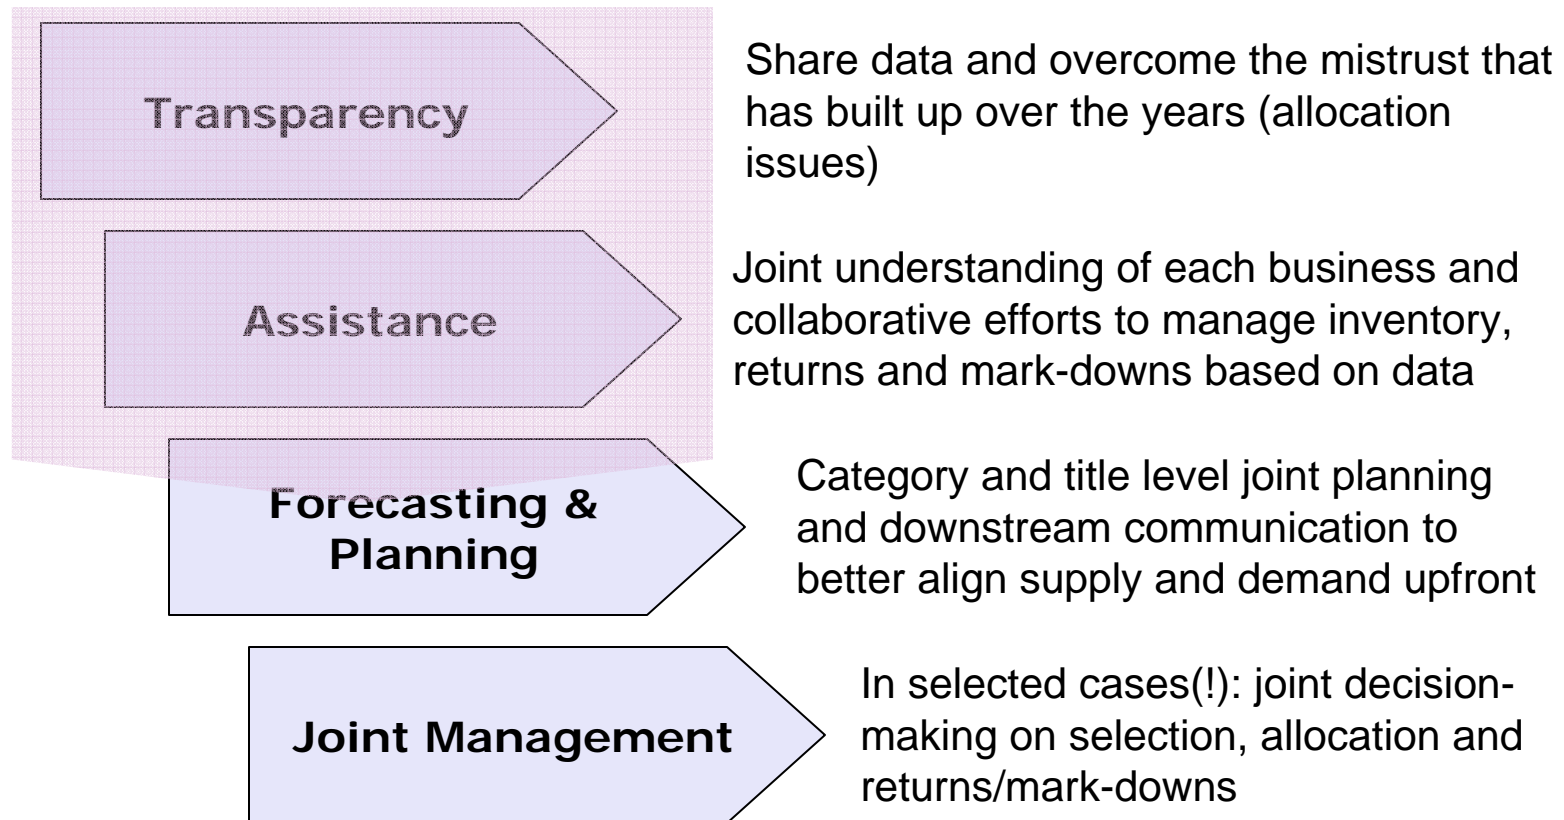 Transparency
Share data and overcome the mistrust that
has built up over the years (allocation
issues)
Assistance
Joint understanding of each business and
collaborative efforts to manage inventory,
returns and mark-downs based on data
Forecasting &
Planning
Category and title level joint planning
and downstream communication to
better align supply and demand upfront
Joint Management
In selected cases(!): joint decision-
making on selection, allocation and
returns/mark-downs